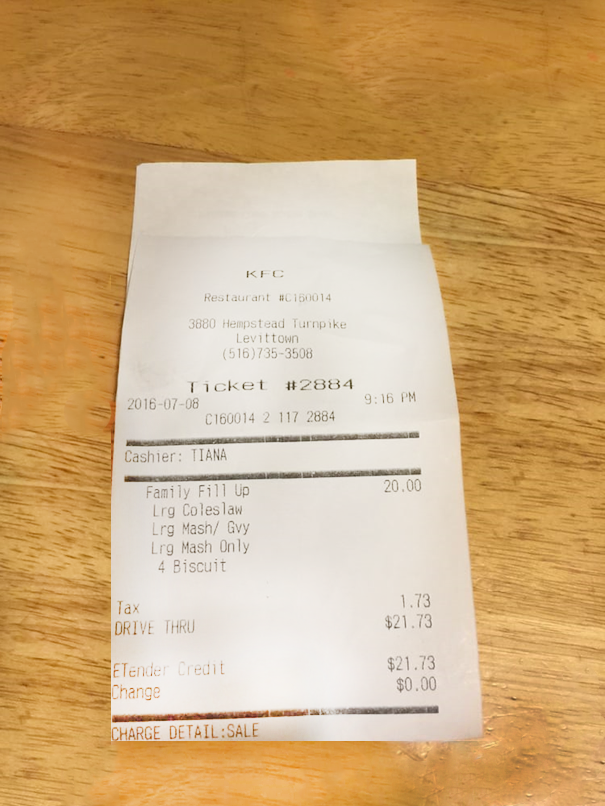 KFC
Restaurant #C160014
3880 Hempstead Turnpike
Levittown
(516)735-3508
Ticket #2884
2016-07-08 9:16 PM
C160014 2 117 2884
Cashier: TIANA
Family Fill Up 20.00
Lrg Coleslaw
Lrg Mash/ Gvy
Lrg Mash Only
4 Biscuit
Tax 1.73
DRIVE THRU $21.73
ETender Credit $21.73
Change $0.00
CHARGE DETAIL:SALE